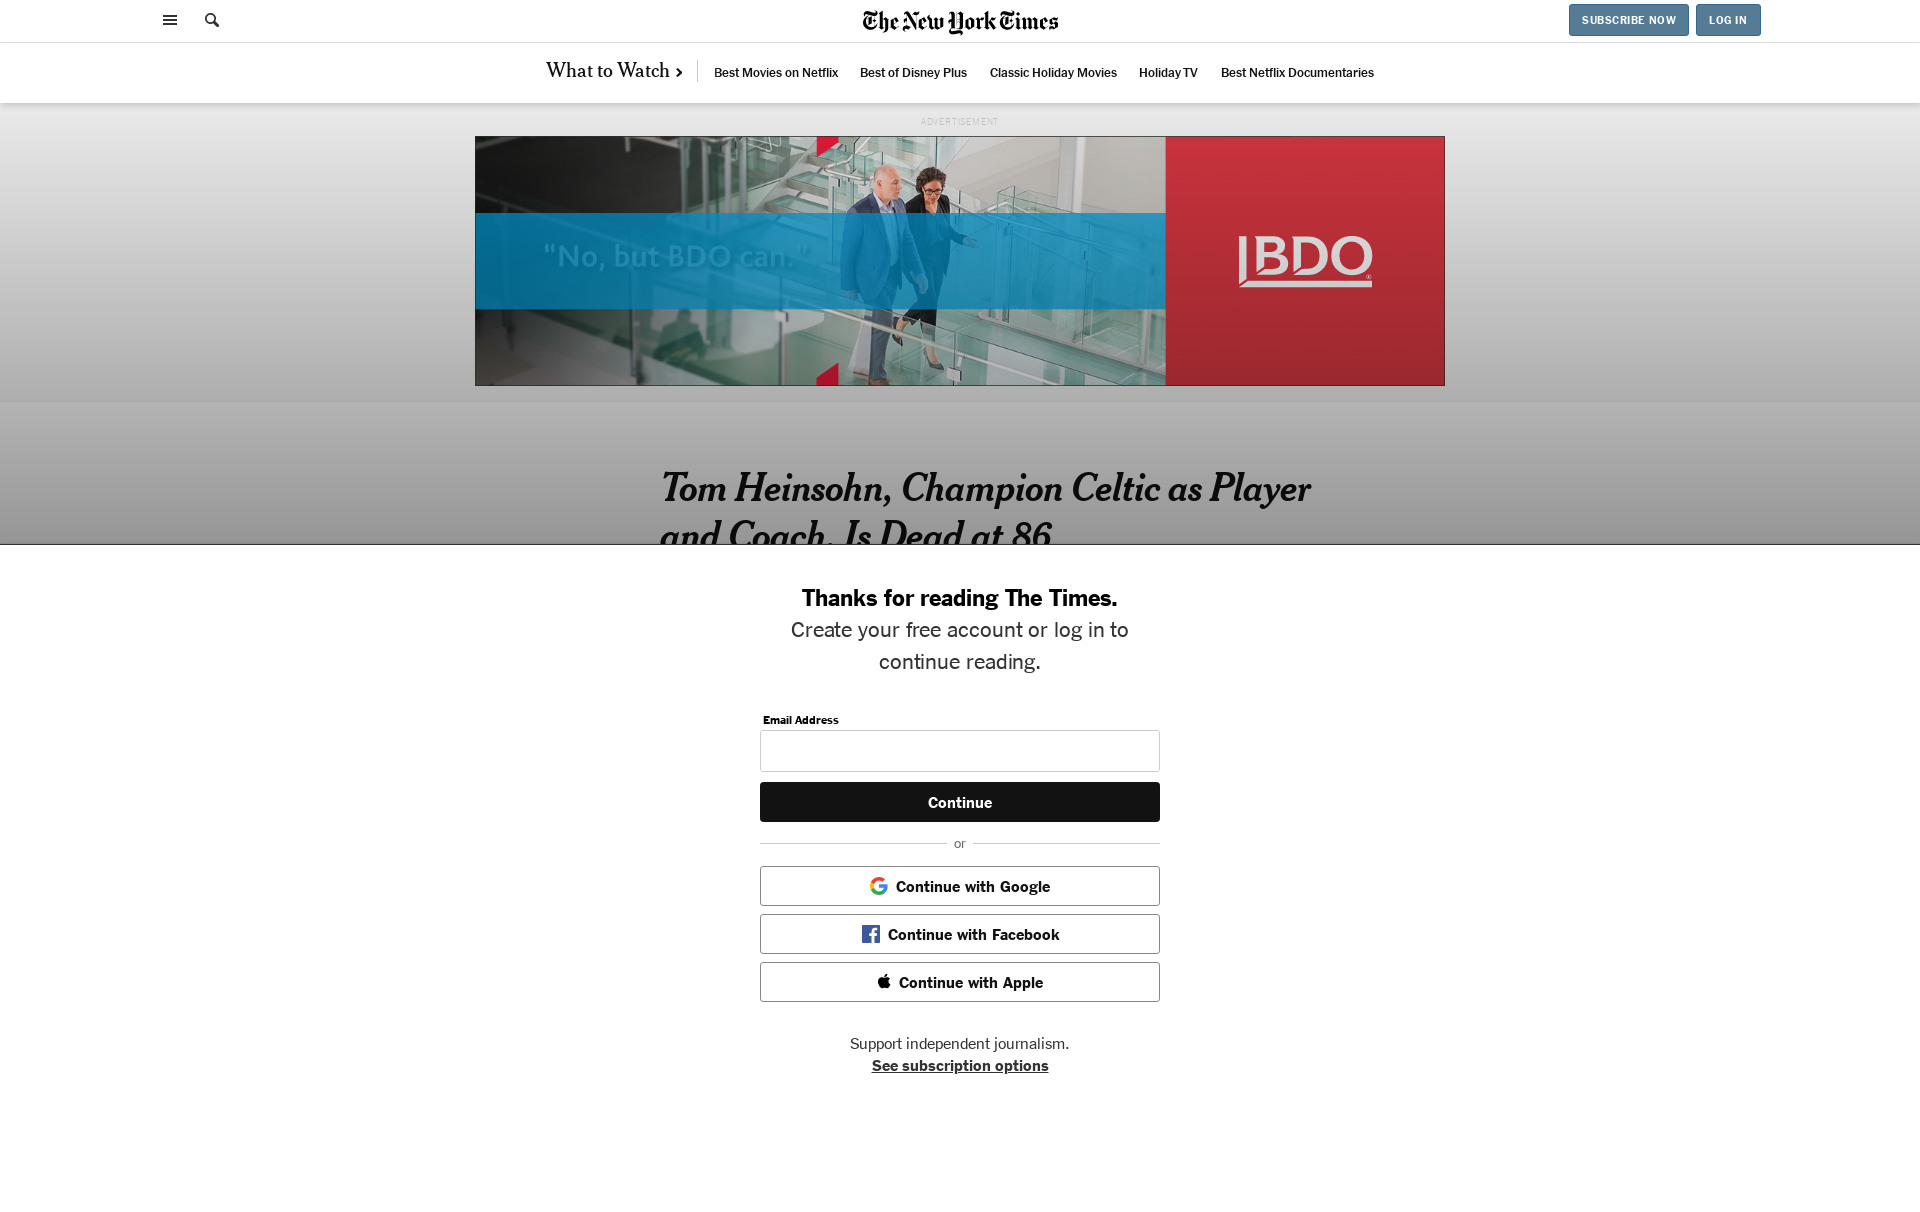 The New York Times
SUBSCRIBE NOW
LOG IN
What to Watch
Best Movies on Netflix
Best of Disney Plus
Classic Holiday Movies
Holiday TV
Best Netflix Documentaries
ADVERTISEMENT
“No, but BDO can.”
BDO
Tom Heinsohn, Champion Celtic as Player
and Coach, Is Dead at 86
Thanks for reading The Times.
Create your free account or log in to
continue reading.
Email Address
Continue
or
Continue with Google
Continue with Facebook
Continue with Apple
Support independent journalism.
See subscription options